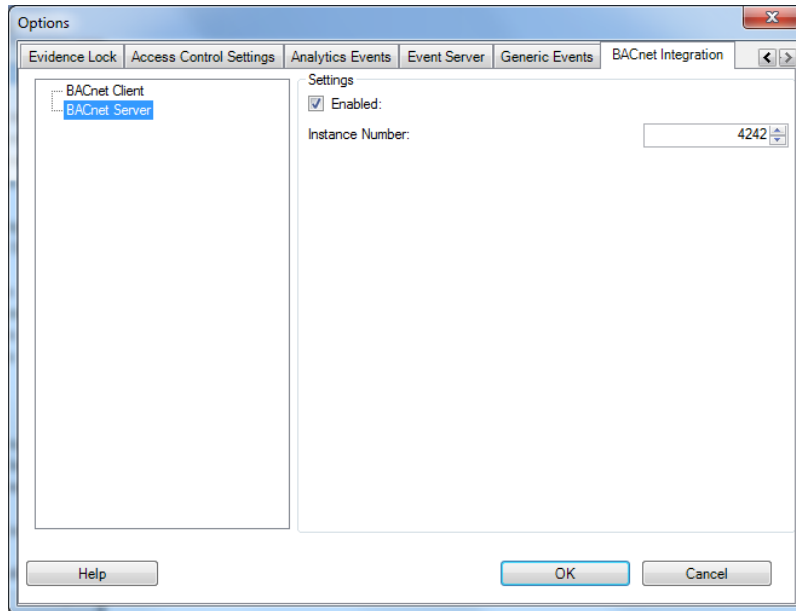 Options
Evidence Lock Access Control Settings Analytics Events Event Server Generic Events BACnet Integration
BACnet Client
BACnet Server
Settings
Enabled:
Instance Number: 4242
Help OK Cancel